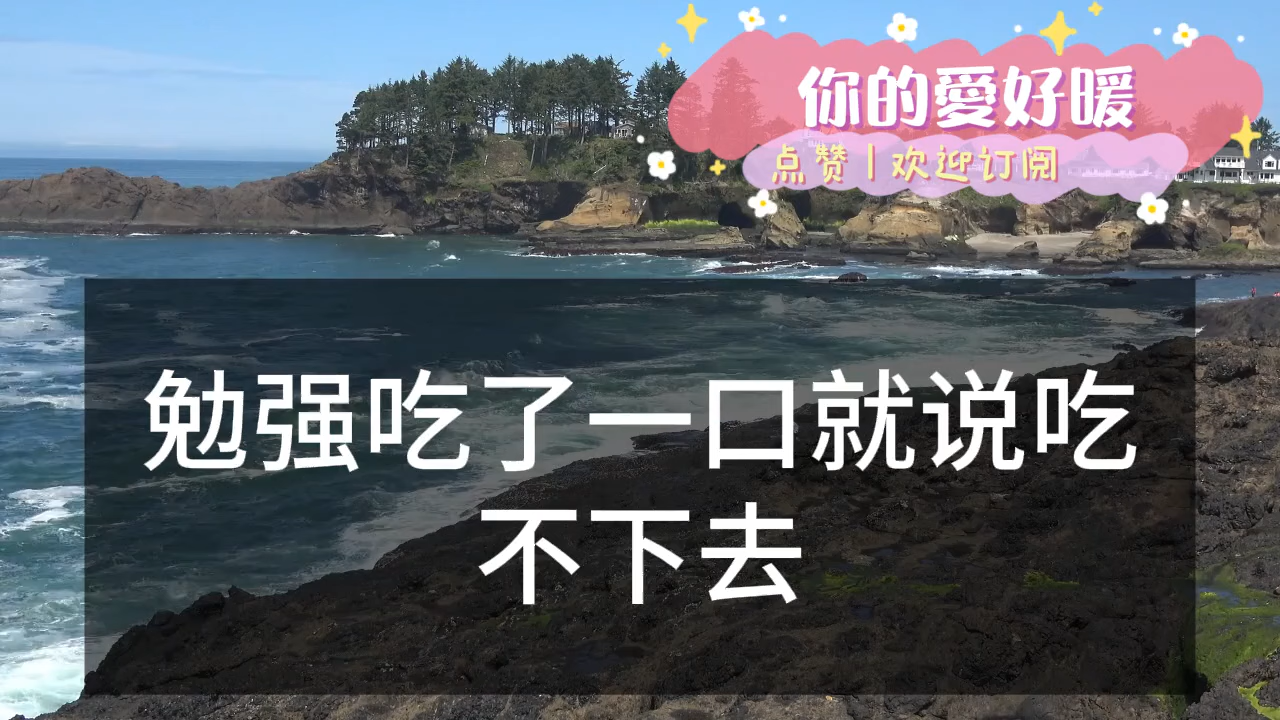 你的愛好暖
点赞 | 欢迎订阅
勉强吃了一口就说吃
不下去